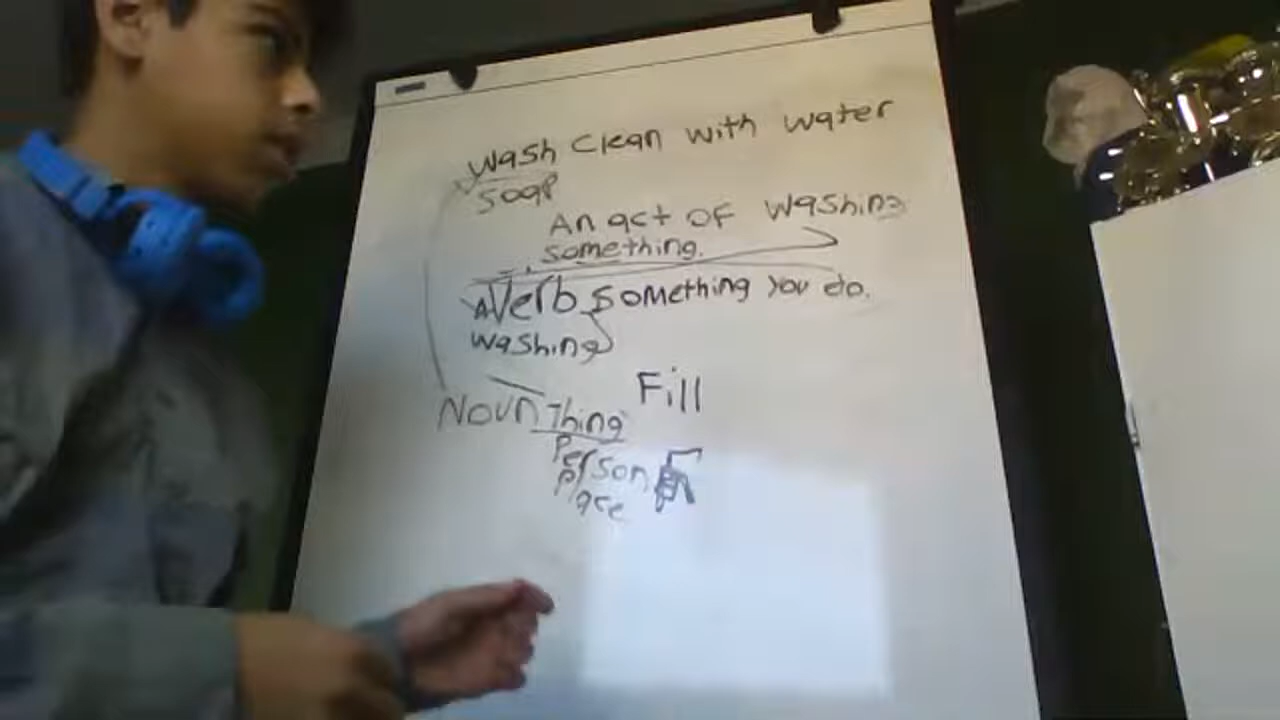 Wash Clean with water
soap
An act of washing
something.
A Verb something you do.
washing
Fill
Noun Thing
Person
Place